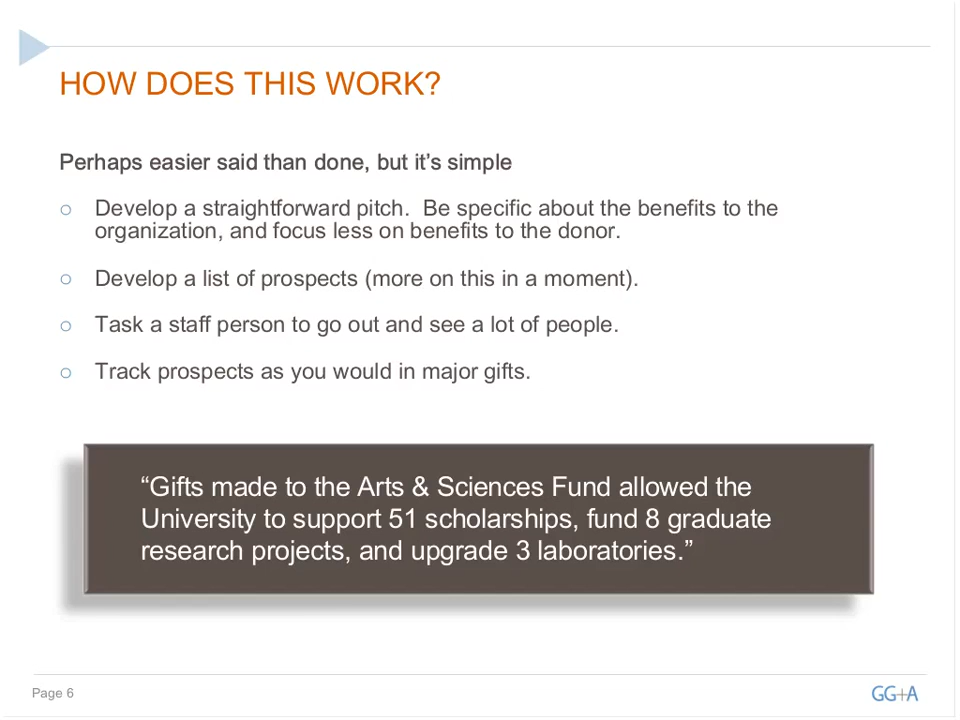 HOW DOES THIS WORK?
Perhaps easier said than done, but it’s simple
○ Develop a straightforward pitch.  Be specific about the benefits to the
organization, and focus less on benefits to the donor.
○ Develop a list of prospects (more on this in a moment).
○ Task a staff person to go out and see a lot of people.
○ Track prospects as you would in major gifts.
“Gifts made to the Arts & Sciences Fund allowed the
University to support 51 scholarships, fund 8 graduate
research projects, and upgrade 3 laboratories.”
Page 6
GG+A